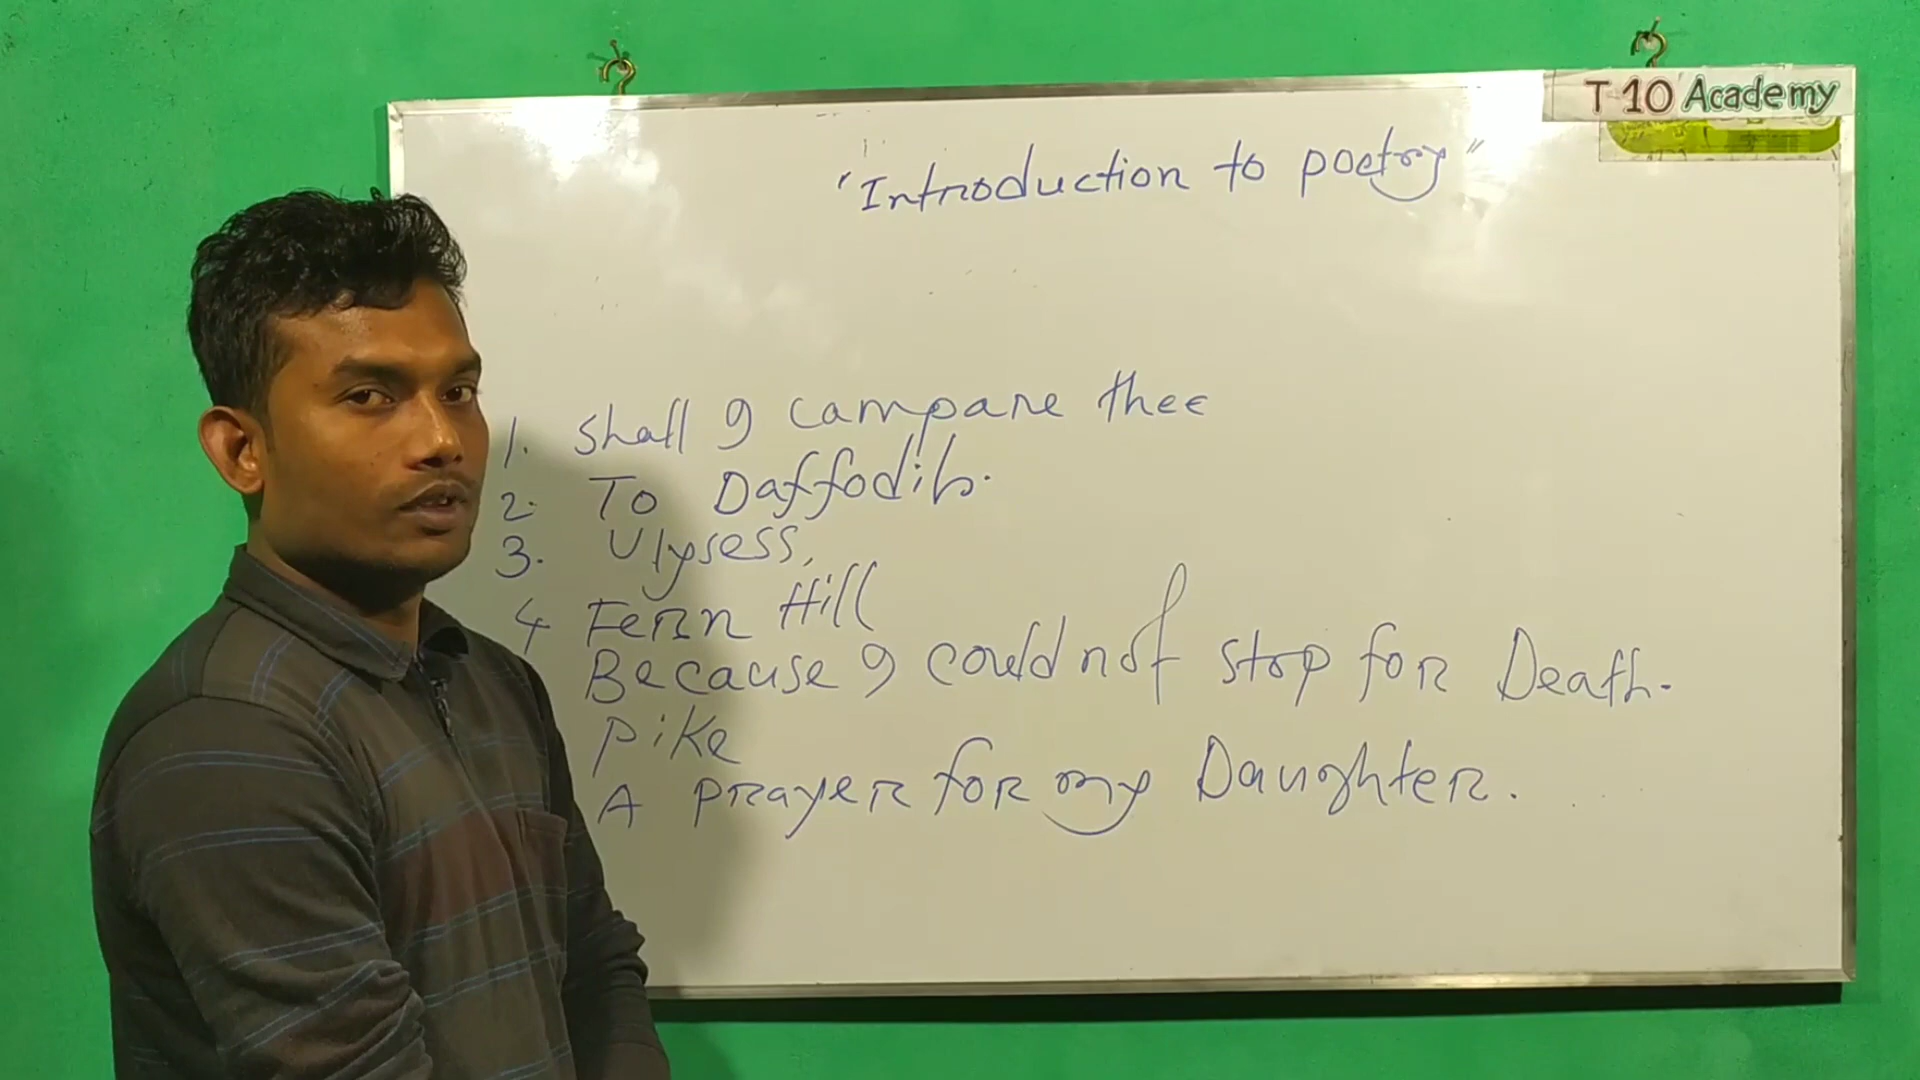 T-10 Academy
"Introduction to poetry"
1. Shall I campare thee
2. To Daffodils.
3. Ulysess,
4 Fern Hill
Because I could not stop for Death.
Pike
A prayer for my Daughter.